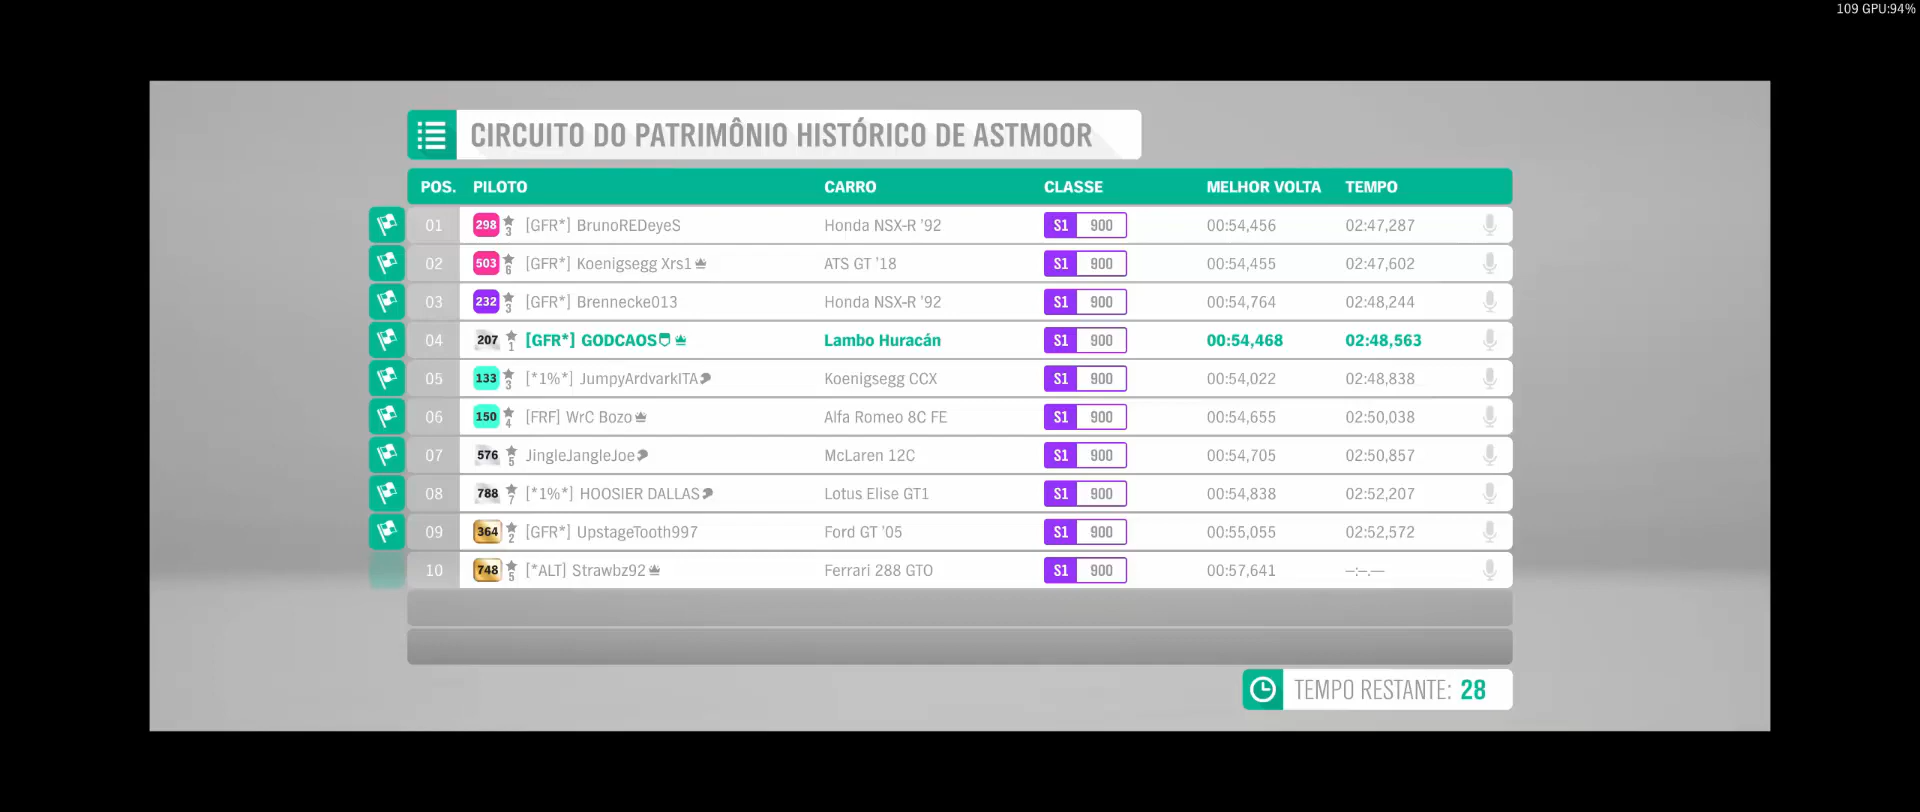 109 GPU:94%
CIRCUITO DO PATRIMÔNIO HISTÓRICO DE ASTMOOR
POS. PILOTO CARRO CLASSE MELHOR VOLTA TEMPO
01 298 3 [GFR*] BrunoREDeyeS Honda NSX-R '92 S1 900 00:54,456 02:47,287
02 503 6 [GFR*] Koenigsegg Xrs1 ATS GT '18 S1 900 00:54,455 02:47,602
03 232 3 [GFR*] Brennecke013 Honda NSX-R '92 S1 900 00:54,764 02:48,244
04 207 1 [GFR*] GODCAOS Lambo Huracán S1 900 00:54,468 02:48,563
05 133 3 [*1%*] JumpyArdvarkITA Koenigsegg CCX S1 900 00:54,022 02:48,838
06 150 4 [FRF] WrC Bozo Alfa Romeo 8C FE S1 900 00:54,655 02:50,038
07 576 5 JingleJangleJoe McLaren 12C S1 900 00:54,705 02:50,857
08 788 7 [*1%*] HOOSIER DALLAS Lotus Elise GT1 S1 900 00:54,838 02:52,207
09 364 2 [GFR*] UpstageTooth997 Ford GT '05 S1 900 00:55,055 02:52,572
10 748 5 [*ALT] Strawbz92 Ferrari 288 GTO S1 900 00:57,641 –:–.—
TEMPO RESTANTE: 28